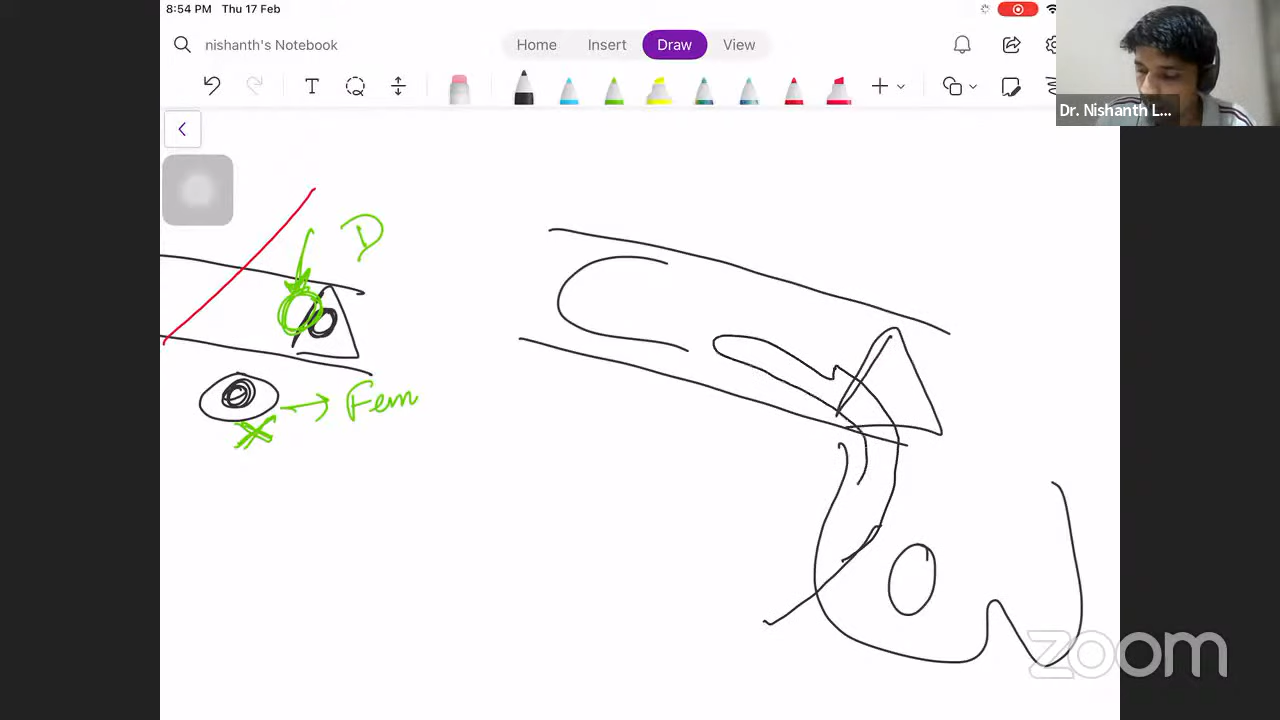 8:54 PM Thu 17 Feb
nishanth's Notebook
Home Insert Draw View
T
Dr. Nishanth L...
D
Fem
zoom